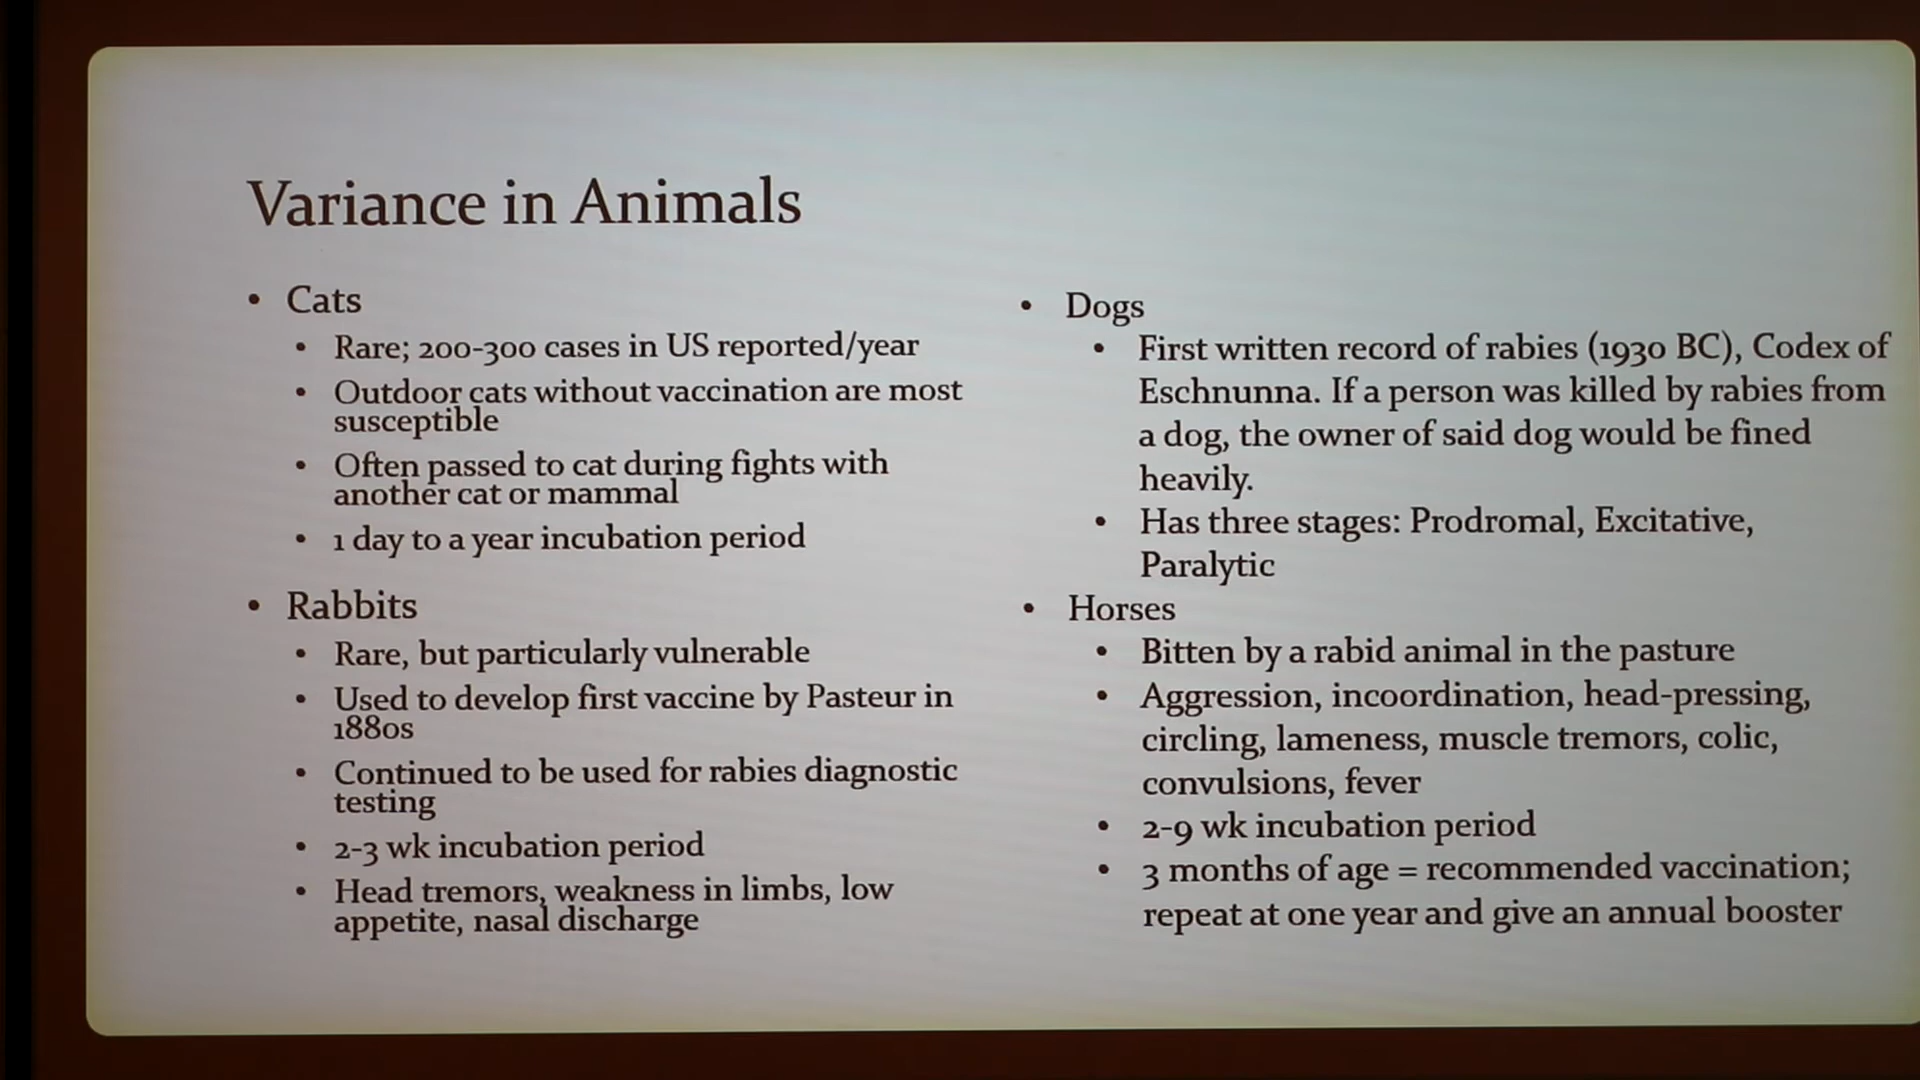 Variance in Animals
• Cats
• Rare; 200-300 cases in US reported/year
• Outdoor cats without vaccination are most
susceptible
• Often passed to cat during fights with
another cat or mammal
• 1 day to a year incubation period
• Rabbits
• Rare, but particularly vulnerable
• Used to develop first vaccine by Pasteur in
1880s
• Continued to be used for rabies diagnostic
testing
• 2-3 wk incubation period
• Head tremors, weakness in limbs, low
appetite, nasal discharge
• Dogs
• First written record of rabies (1930 BC), Codex of
Eschnunna. If a person was killed by rabies from
a dog, the owner of said dog would be fined
heavily.
• Has three stages: Prodromal, Excitative,
Paralytic
• Horses
• Bitten by a rabid animal in the pasture
• Aggression, incoordination, head-pressing,
circling, lameness, muscle tremors, colic,
convulsions, fever
• 2-9 wk incubation period
• 3 months of age = recommended vaccination;
repeat at one year and give an annual booster